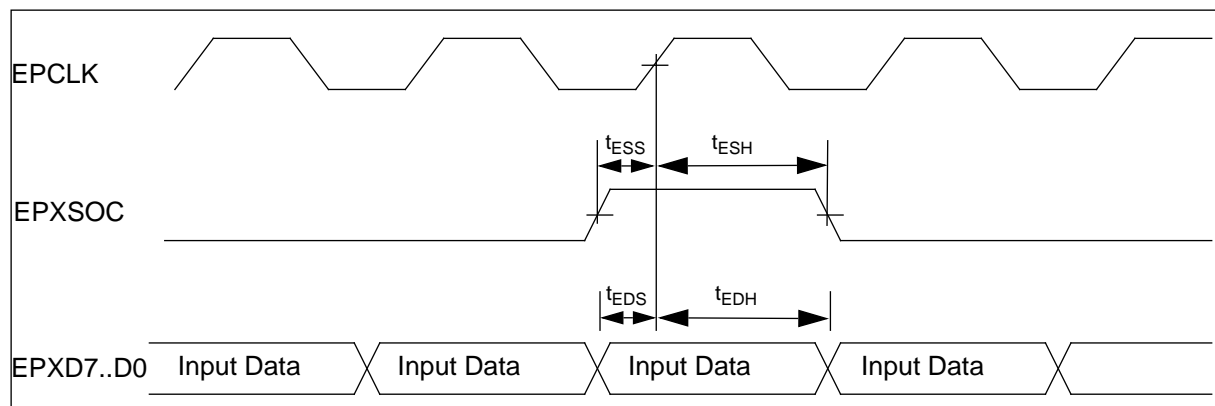 EPCLK
tESS
tESH
EPXSOC
tEDS
tEDH
EPXD7..D0
Input Data
Input Data
Input Data
Input Data